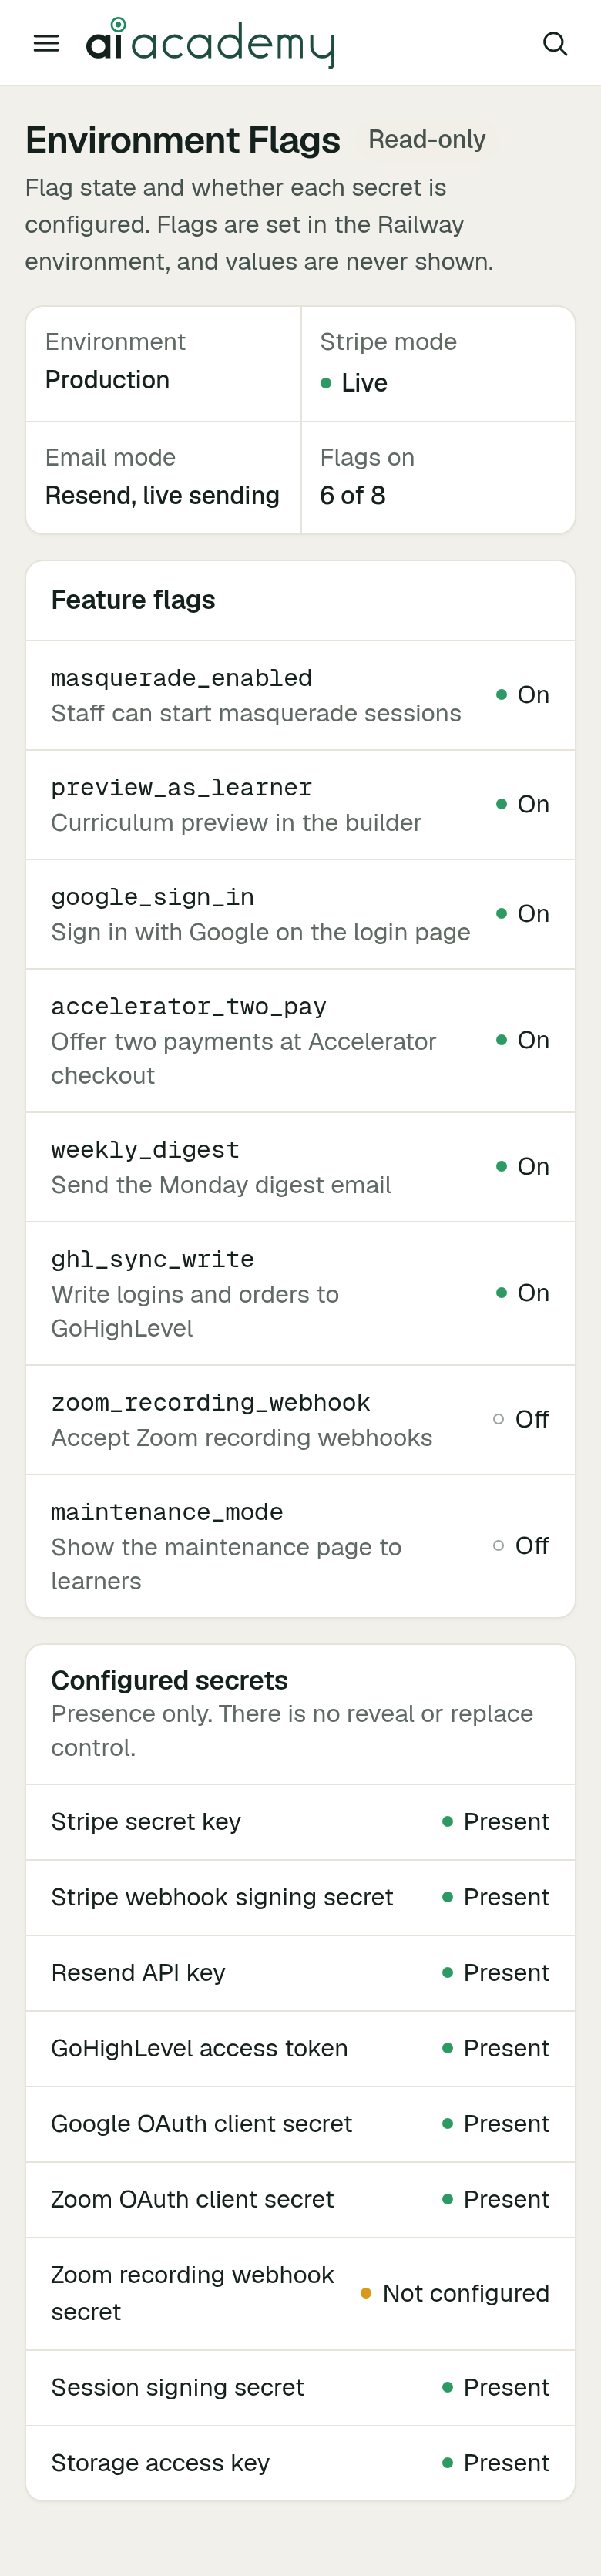 ai academy
Environment Flags Read-only
Flag state and whether each secret is
configured. Flags are set in the Railway
environment, and values are never shown.
Environment
Production
Stripe mode
Live
Email mode
Resend, live sending
Flags on
6 of 8
Feature flags
masquerade_enabled
Staff can start masquerade sessions
On
preview_as_learner
Curriculum preview in the builder
On
google_sign_in
Sign in with Google on the login page
On
accelerator_two_pay
Offer two payments at Accelerator
checkout
On
weekly_digest
Send the Monday digest email
On
ghl_sync_write
Write logins and orders to
GoHighLevel
On
zoom_recording_webhook
Accept Zoom recording webhooks
Off
maintenance_mode
Show the maintenance page to
learners
Off
Configured secrets
Presence only. There is no reveal or replace
control.
Stripe secret key Present
Stripe webhook signing secret Present
Resend API key Present
GoHighLevel access token Present
Google OAuth client secret Present
Zoom OAuth client secret Present
Zoom recording webhook
secret
Not configured
Session signing secret Present
Storage access key Present